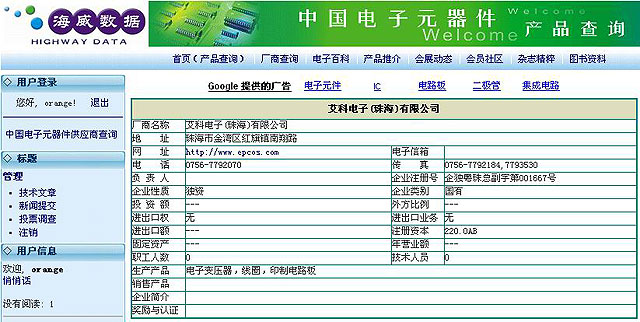 海威数据
HIGHWAY DATA
中国电子元器件
产品查询
Welcome
Welcome
首页(产品查询) 厂商查询 电子百科 产品推介 会展动态 会员社区 杂志精粹 图书资料
用户登录
您好, orange! 退出
中国电子元器件供应商查询
标题
管理
技术文章
新闻提交
投票调查
注销
用户信息
欢迎, orange
悄悄话
没有阅读: 1
Google 提供的广告 电子元件 IC 电路板 二极管 集成电路
艾科电子(珠海)有限公司
厂商名称 艾科电子(珠海)有限公司
地 址 珠海市金湾区红旗镇南翔路
网 址 http://www.epcos.com 电子信箱
电 话 0756-7792070 传 真 0756-7792184,7793530
负 责 人 企业注册号 企独粤珠总副字第001667号
企业性质 独资 企业类别 国有
投 资 额 --- 外方比例 ---
进出口权 无 进出口业务 无
进出口额 --- 注册资本 220.0AB
固定资产 --- 年营业额 ---
职工人数 0 技术人员 0
生产产品 电子变压器,线圈,印制电路板
销售产品
企业简介
奖励与认证